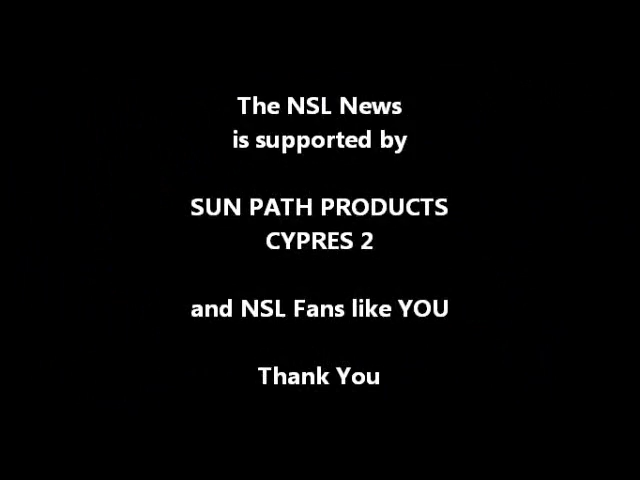 The NSL News
is supported by
SUN PATH PRODUCTS
CYPRES 2
and NSL Fans like YOU
Thank You